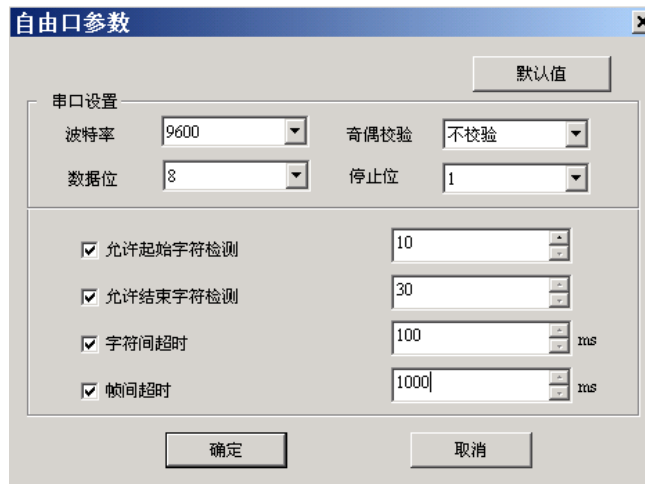 自由口参数
默认值
串口设置
波特率 9600 奇偶校验 不校验
数据位 8 停止位 1
允许起始字符检测 10
允许结束字符检测 30
字符间超时 100 ms
帧间超时 1000 ms
确定 取消